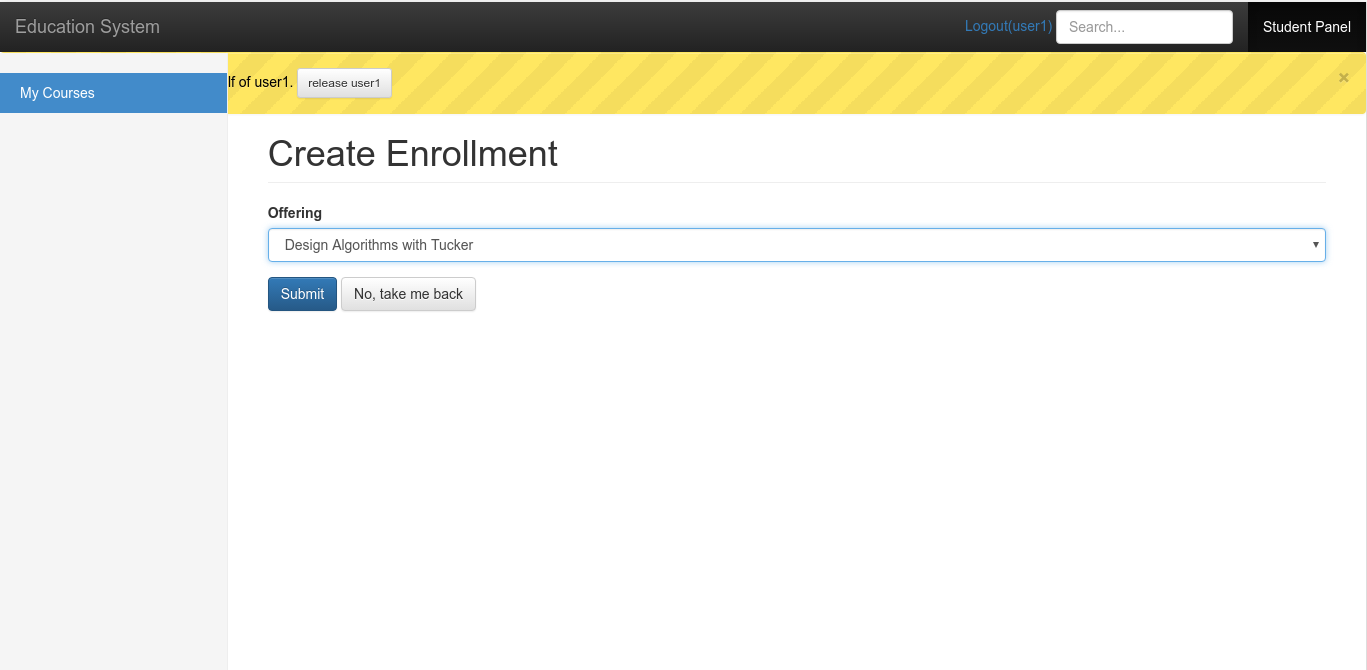 Education System
Logout(user1)
Search...
Student Panel
My Courses
lf of user1.
release user1
×
Create Enrollment
Offering
Design Algorithms with Tucker
Submit
No, take me back